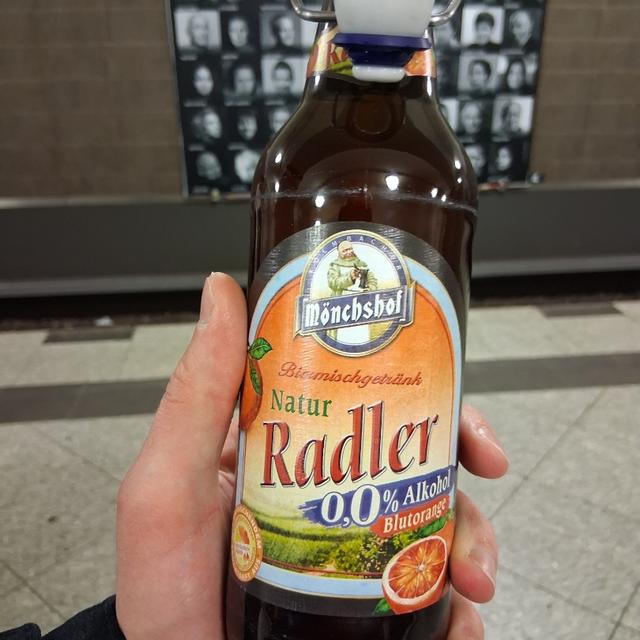 Mönchshof
Biermischgetränk
Natur
Radler
0,0% Alkohol
Blutorange